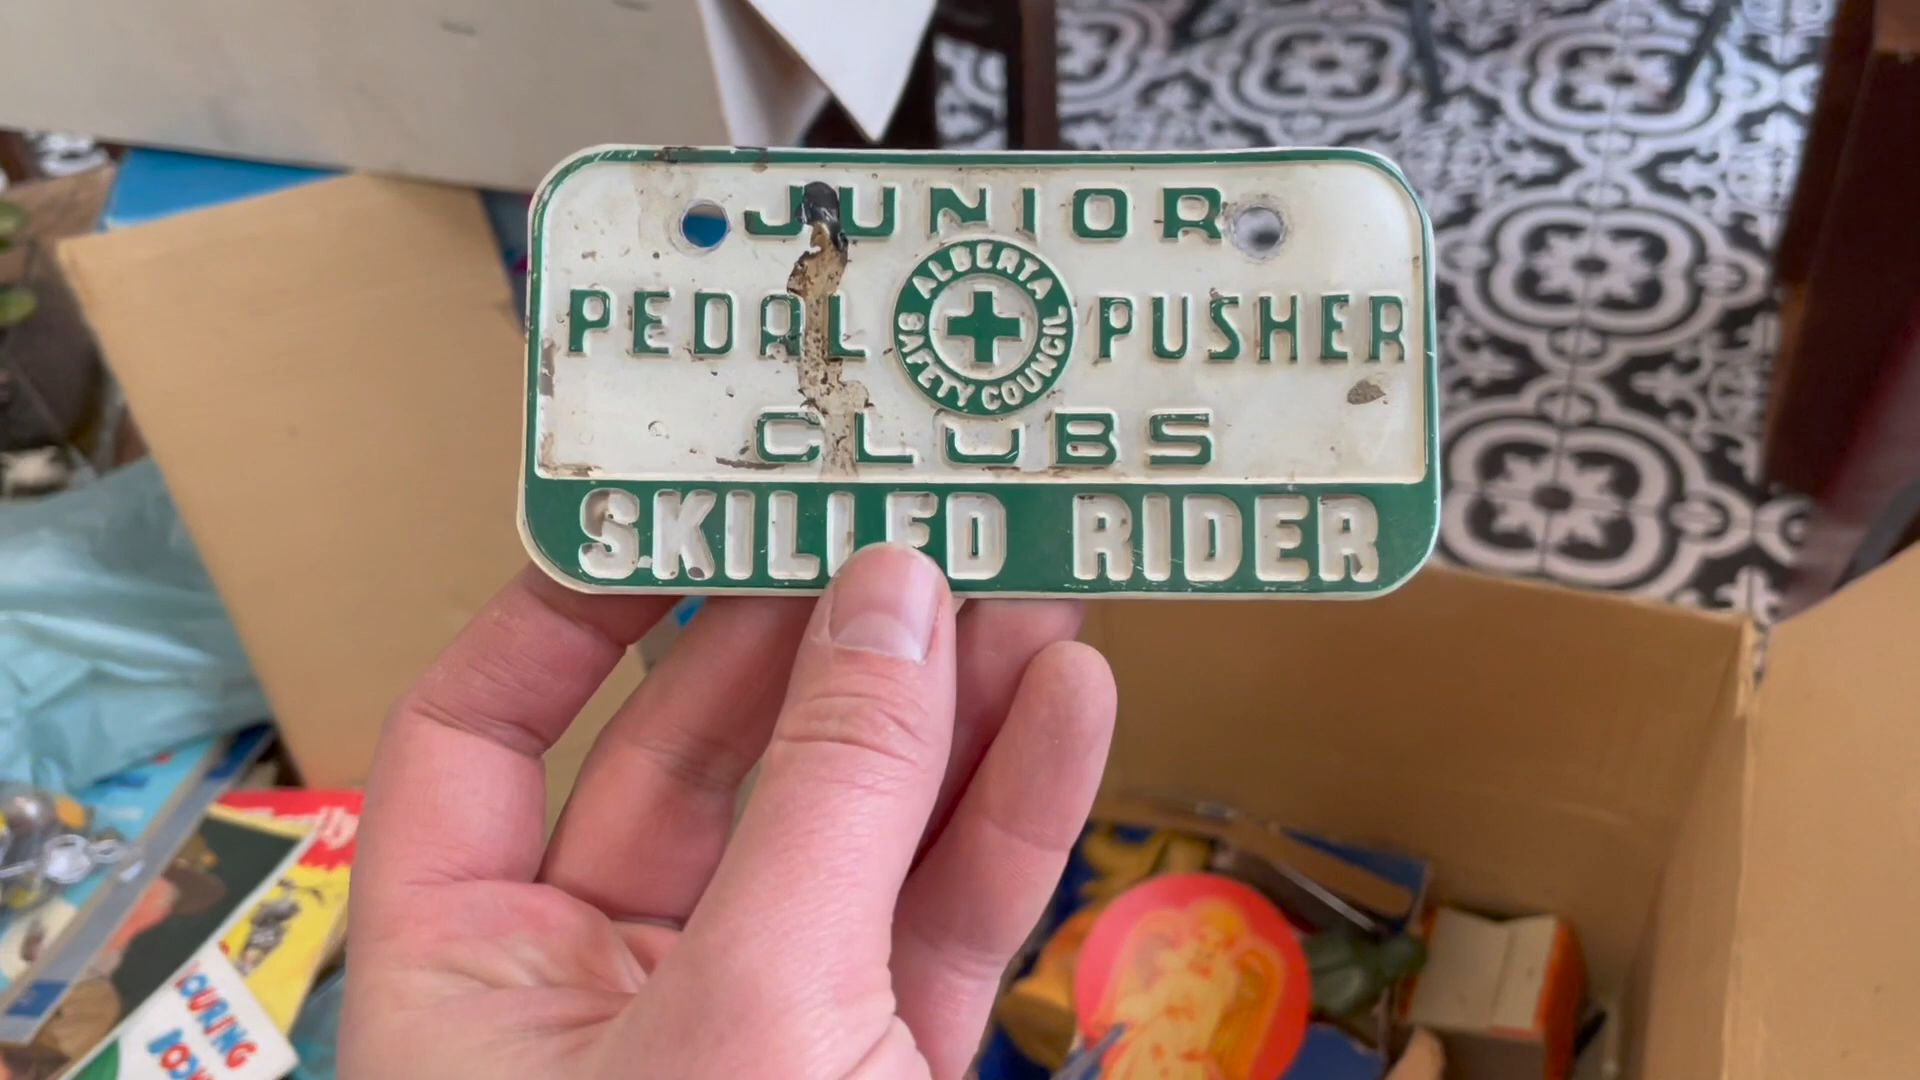 JUNIOR
PEDAL PUSHER
ALBERTA
SAFETY COUNCIL
CLUBS
SKILLED RIDER